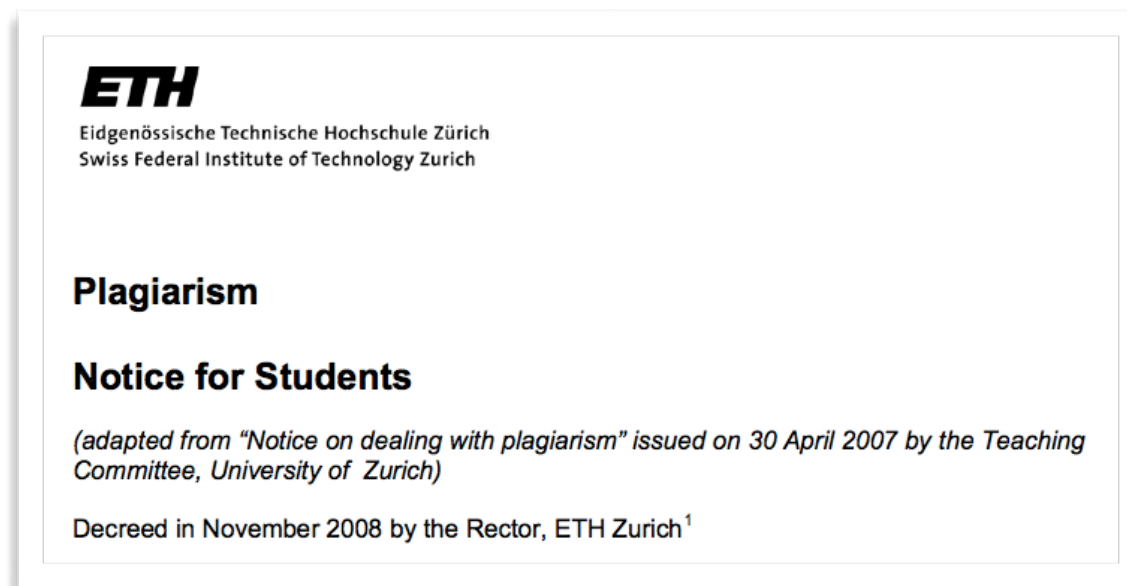 ETH
Eidgenössische Technische Hochschule Zürich
Swiss Federal Institute of Technology Zurich
Plagiarism
Notice for Students
(adapted from “Notice on dealing with plagiarism” issued on 30 April 2007 by the Teaching
Committee, University of Zurich)
Decreed in November 2008 by the Rector, ETH Zurich¹